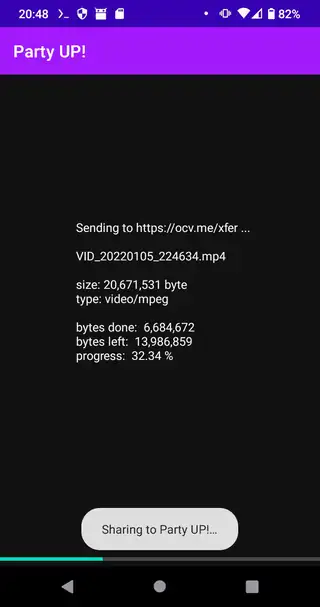 20:48
82%
Party UP!
Sending to https://ocv.me/xfer ...
VID_20220105_224634.mp4
size: 20,671,531 byte
type: video/mpeg
bytes done: 6,684,672
bytes left: 13,986,859
progress: 32.34 %
Sharing to Party UP!...